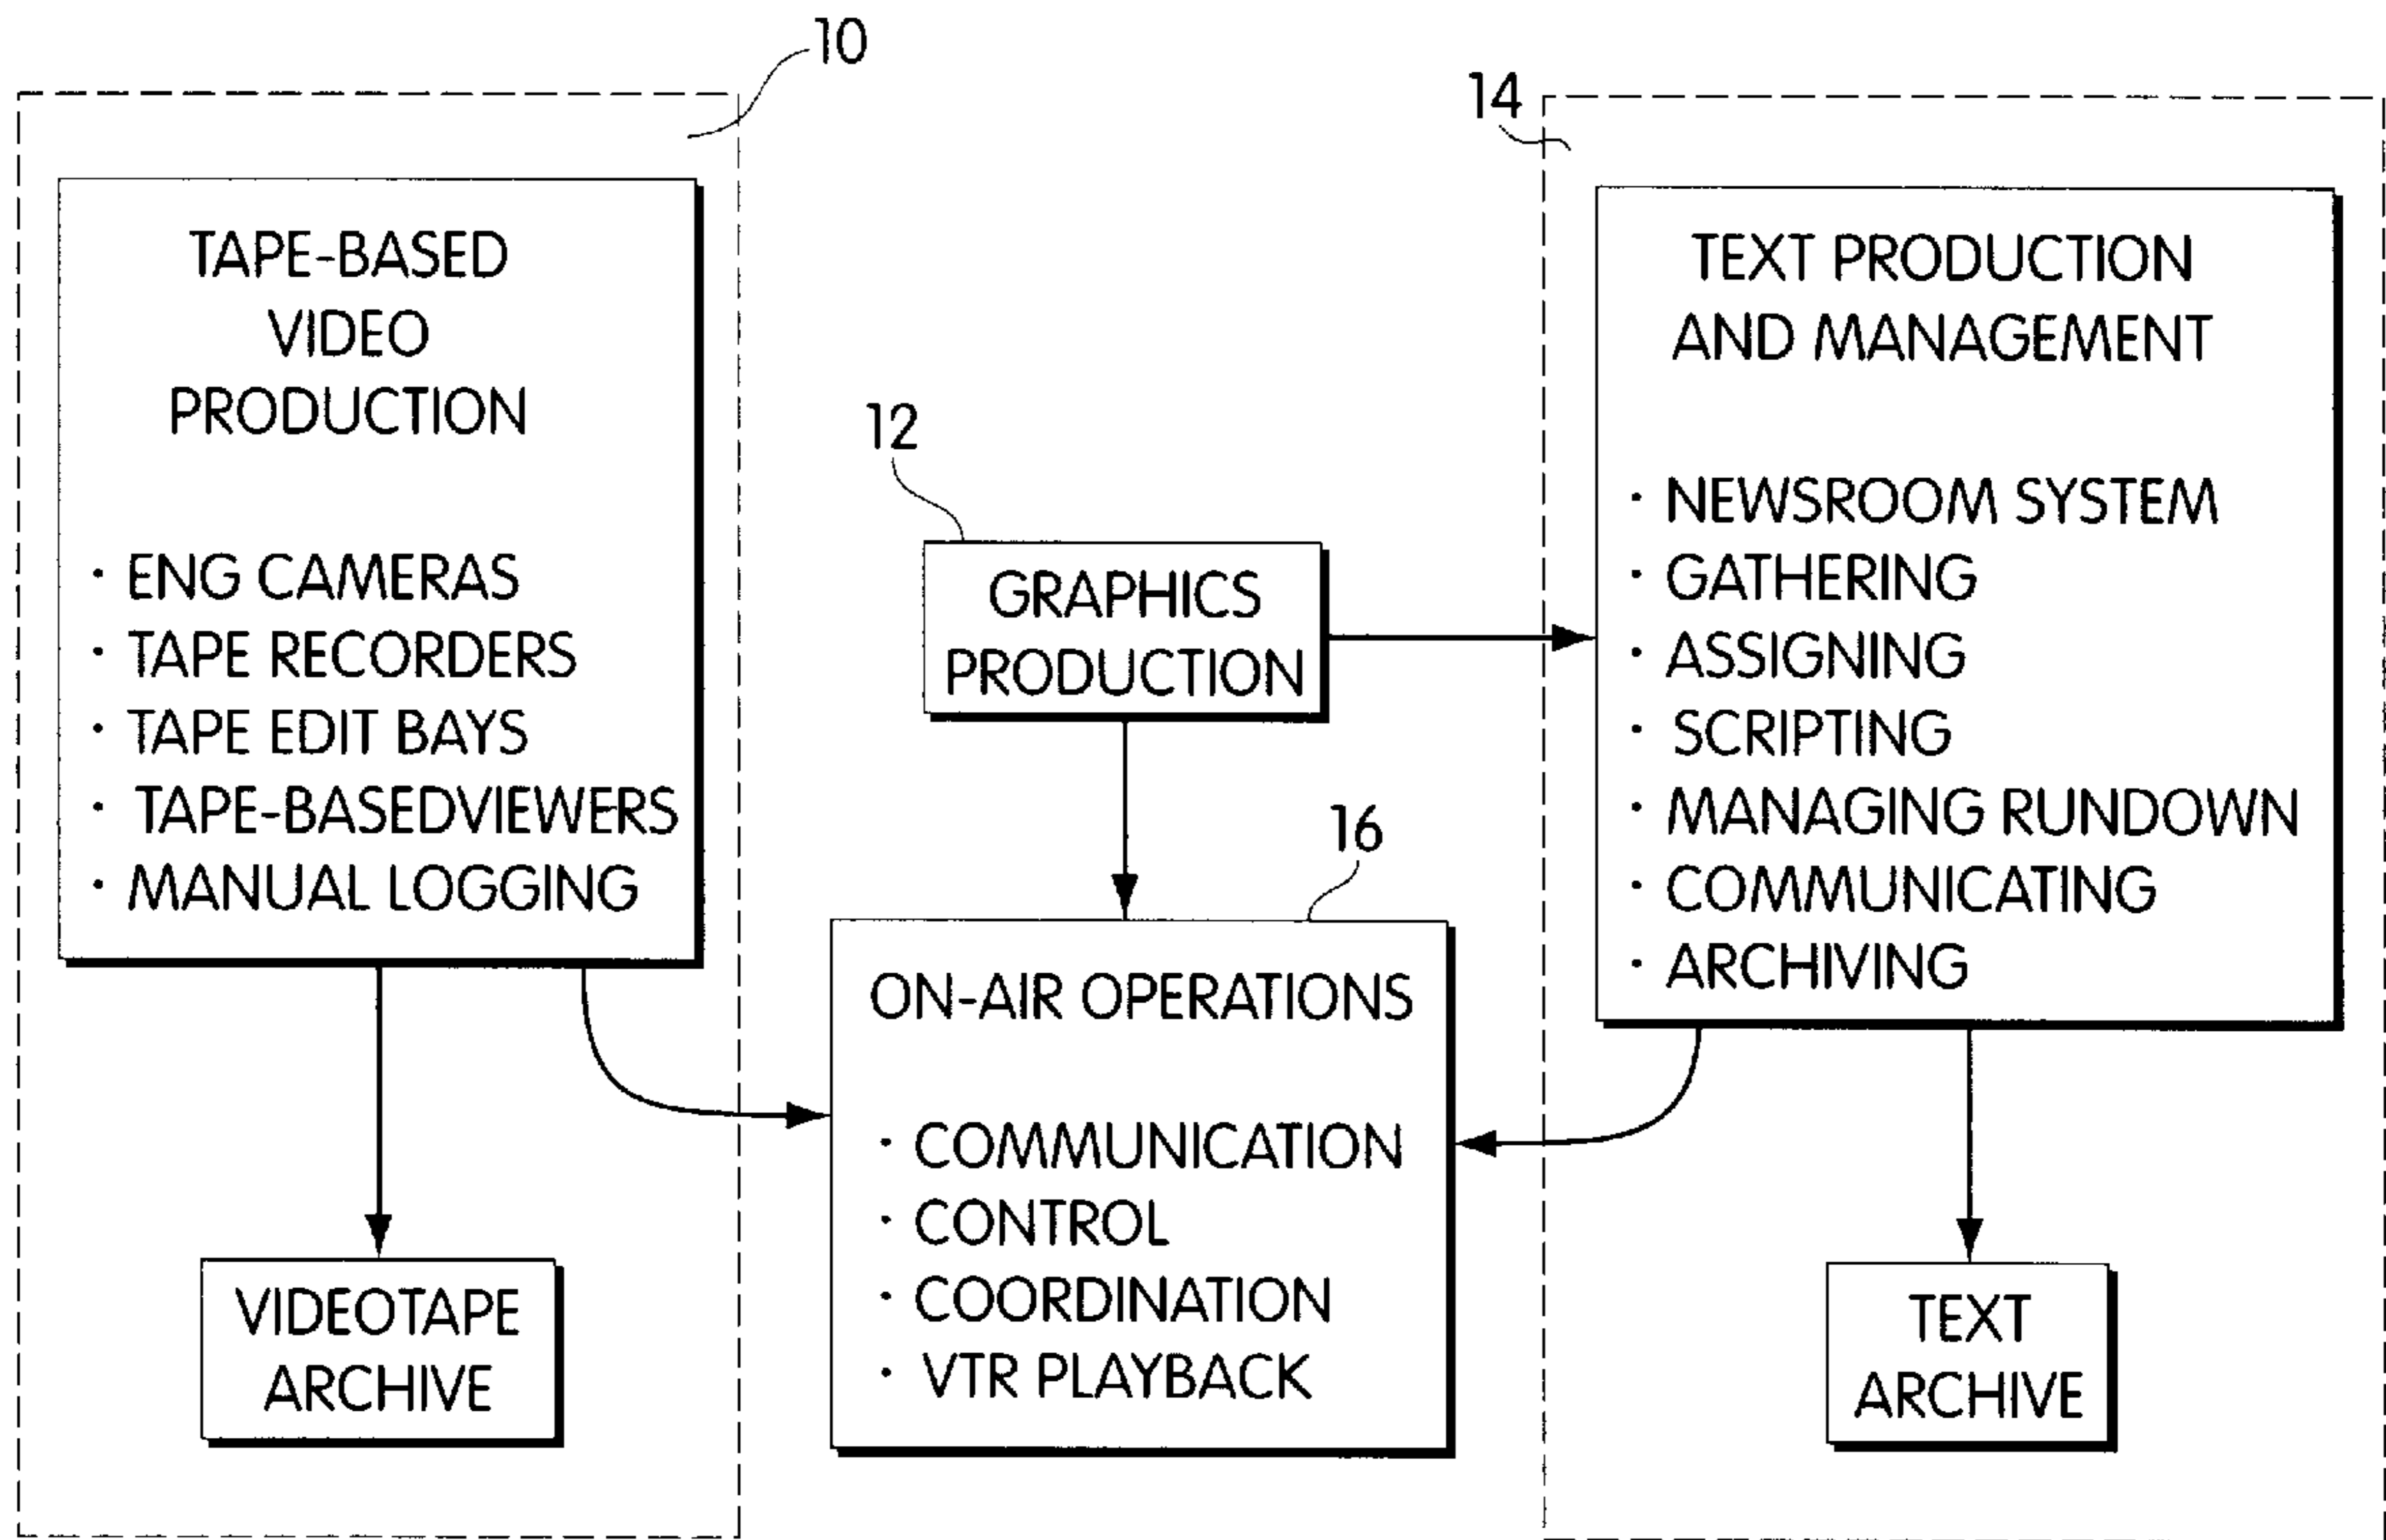 10
TAPE-BASED
VIDEO
PRODUCTION
· ENG CAMERAS
· TAPE RECORDERS
· TAPE EDIT BAYS
· TAPE-BASEDVIEWERS
· MANUAL LOGGING
VIDEOTAPE
ARCHIVE
12
GRAPHICS
PRODUCTION
16
ON-AIR OPERATIONS
· COMMUNICATION
· CONTROL
· COORDINATION
· VTR PLAYBACK
14
TEXT PRODUCTION
AND MANAGEMENT
· NEWSROOM SYSTEM
· GATHERING
· ASSIGNING
· SCRIPTING
· MANAGING RUNDOWN
· COMMUNICATING
· ARCHIVING
TEXT
ARCHIVE